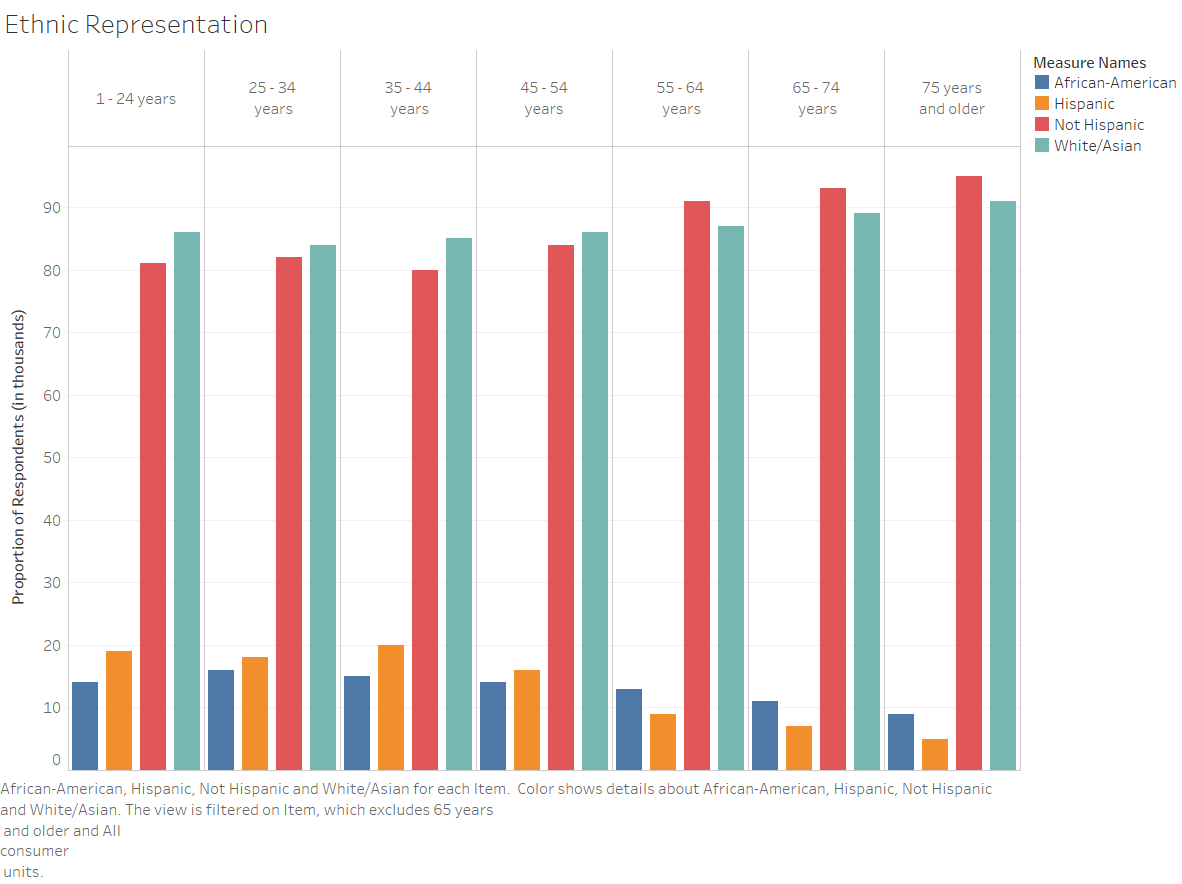 Ethnic Representation
1 - 24 years
25 - 34
years
35 - 44
years
45 - 54
years
55 - 64
years
65 - 74
years
75 years
and older
Measure Names
African-American
Hispanic
Not Hispanic
White/Asian
Proportion of Respondents (in thousands)
90
80
70
60
50
40
30
20
10
0
African-American, Hispanic, Not Hispanic and White/Asian for each Item.  Color shows details about African-American, Hispanic, Not Hispanic
and White/Asian. The view is filtered on Item, which excludes 65 years
and older and All
consumer
units.